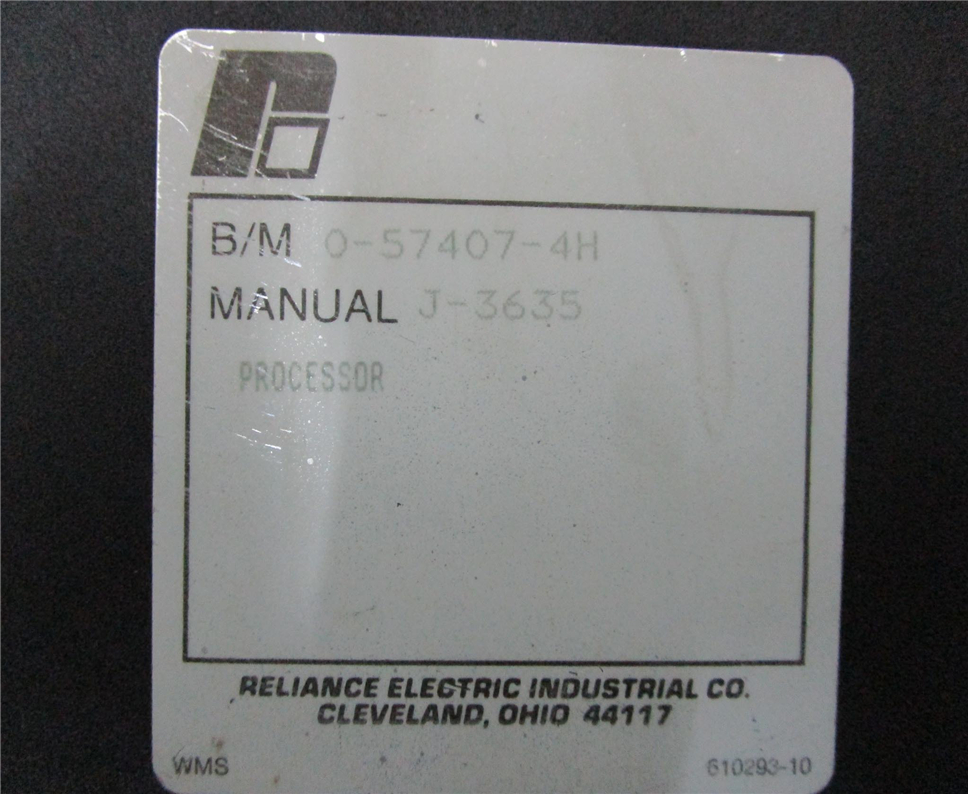 B/M 0-57407-4H
MANUAL J-3635
PROCESSOR
RELIANCE ELECTRIC INDUSTRIAL CO.
CLEVELAND, OHIO 44117
WMS 610293-10